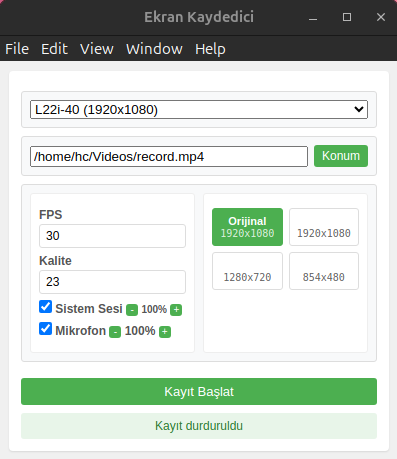 Ekran Kaydedici
File Edit View Window Help
L22i-40 (1920x1080)
/home/hc/Videos/record.mp4 Konum
FPS
30
Kalite
23
Sistem Sesi - 100% +
Mikrofon - 100% +
Orijinal
1920x1080
1920x1080
1280x720
854x480
Kayıt Başlat
Kayıt durduruldu